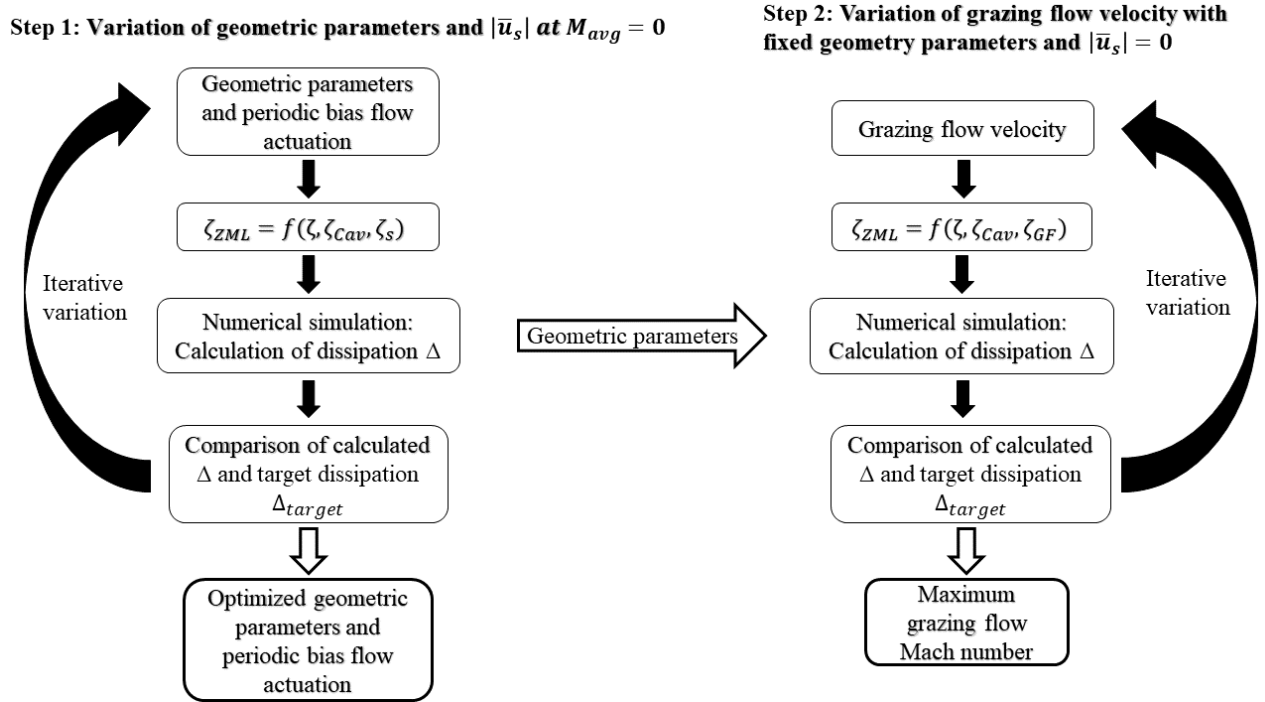 Step 1: Variation of geometric parameters and |u̅ₛ| at M_avg = 0
Geometric parameters
and periodic bias flow
actuation
ζ_ZML = f(ζ, ζ_Cav, ζ_s)
Iterative
variation
Numerical simulation:
Calculation of dissipation Δ
Comparison of calculated
Δ and target dissipation
Δ_target
Optimized geometric
parameters and
periodic bias flow
actuation
Geometric parameters
Step 2: Variation of grazing flow velocity with
fixed geometry parameters and |u̅ₛ| = 0
Grazing flow velocity
ζ_ZML = f(ζ, ζ_Cav, ζ_GF)
Iterative
variation
Numerical simulation:
Calculation of dissipation Δ
Comparison of calculated
Δ and target dissipation
Δ_target
Maximum
grazing flow
Mach number